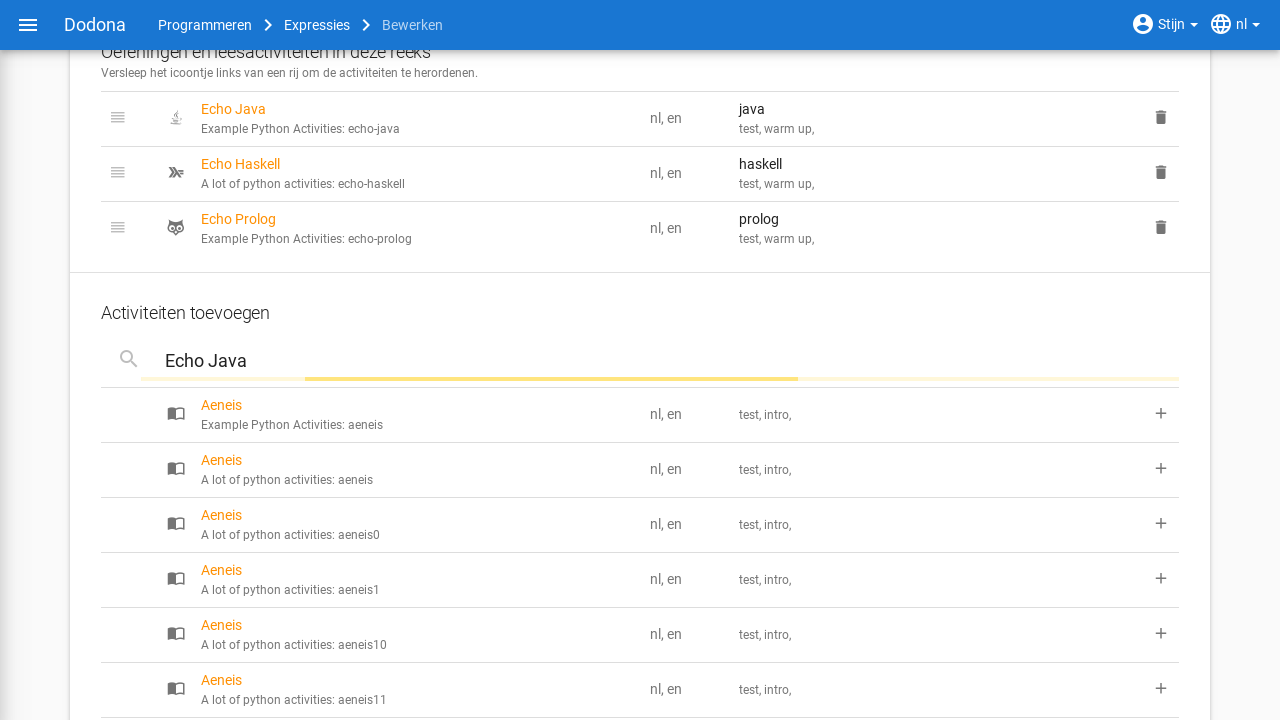 Dodona Programmeren Expressies Bewerken Stijn nl
Oefeningen en leesactiviteiten in deze reeks
Versleep het icoontje links van een rij om de activiteiten te herordenen.
Echo Java nl, en java
Example Python Activities: echo-java test, warm up,
Echo Haskell nl, en haskell
A lot of python activities: echo-haskell test, warm up,
Echo Prolog nl, en prolog
Example Python Activities: echo-prolog test, warm up,
Activiteiten toevoegen
Echo Java
Aeneis nl, en test, intro,
Example Python Activities: aeneis
Aeneis nl, en test, intro,
A lot of python activities: aeneis
Aeneis nl, en test, intro,
A lot of python activities: aeneis0
Aeneis nl, en test, intro,
A lot of python activities: aeneis1
Aeneis nl, en test, intro,
A lot of python activities: aeneis10
Aeneis nl, en test, intro,
A lot of python activities: aeneis11